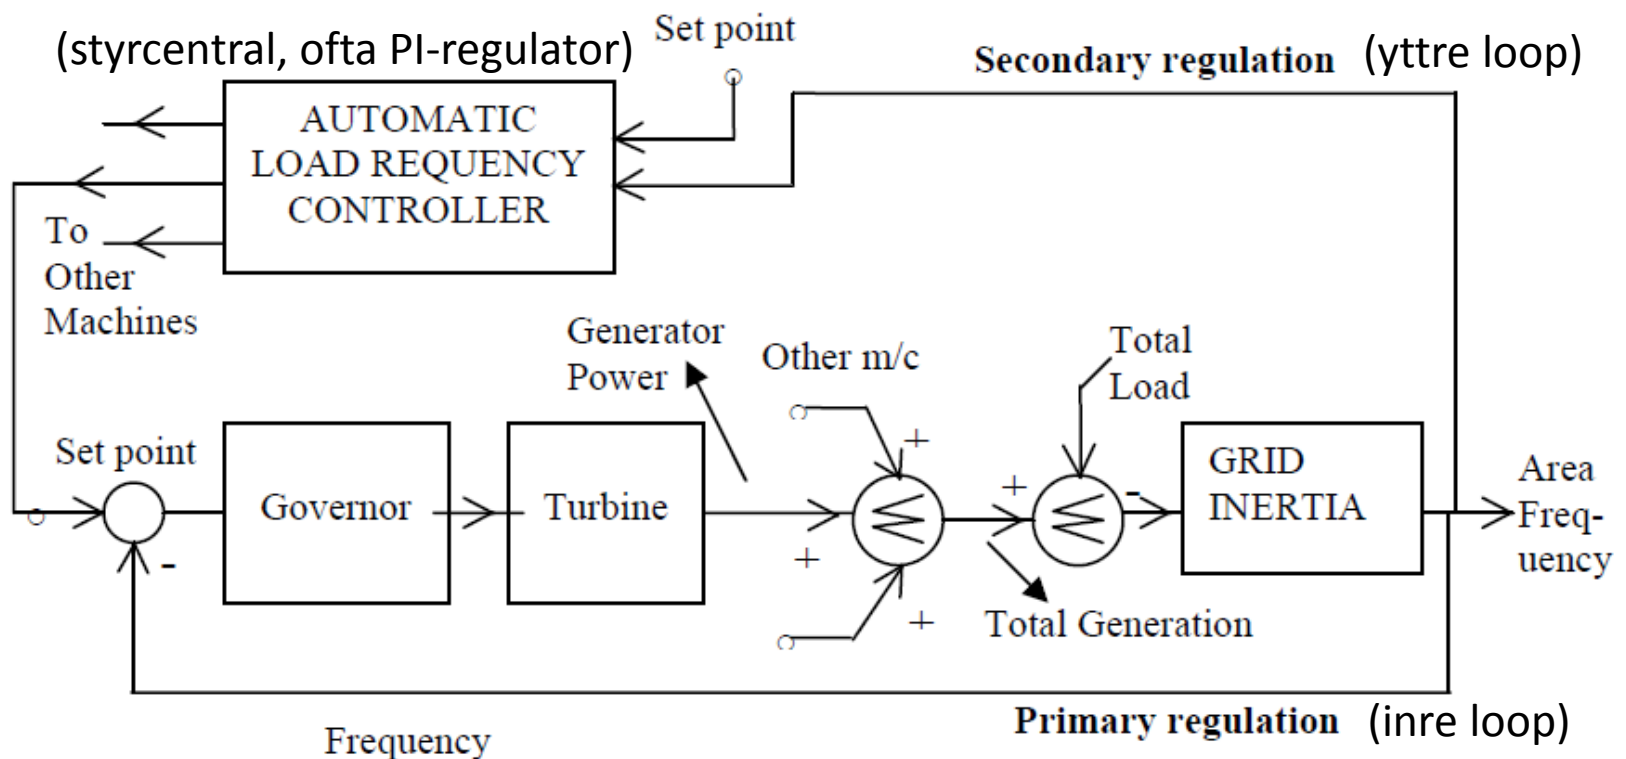 (styrcentral, ofta PI-regulator)
Set point
Secondary regulation (yttre loop)
AUTOMATIC
LOAD REQUENCY
CONTROLLER
To
Other
Machines
Generator
Power
Other m/c
Total
Load
Set point
Governor
Turbine
GRID
INERTIA
Area
Freq-
uency
+
+
+
+
-
-
Total Generation
Primary regulation (inre loop)
Frequency